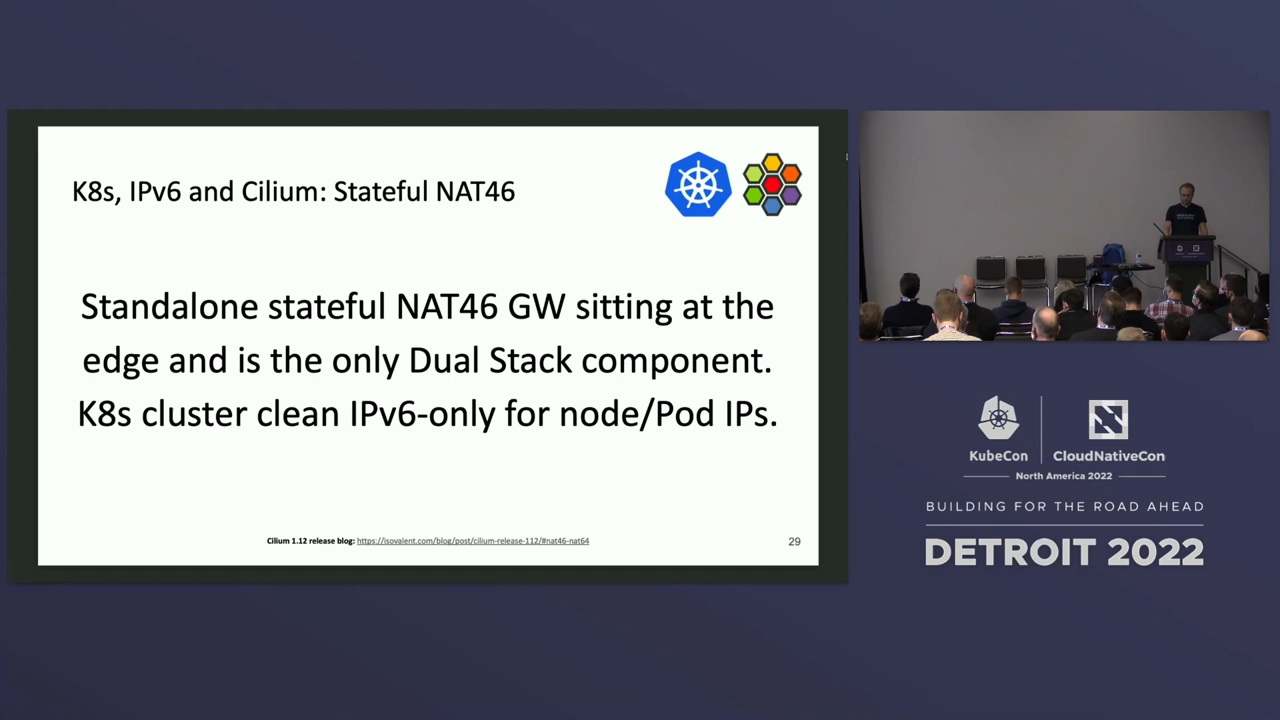 K8s, IPv6 and Cilium: Stateful NAT46
Standalone stateful NAT46 GW sitting at the
edge and is the only Dual Stack component.
K8s cluster clean IPv6-only for node/Pod IPs.
Cilium 1.12 release blog: https://isovalent.com/blog/post/cilium-release-112/#nat46-nat64
29
KubeCon
CloudNativeCon
North America 2022
BUILDING FOR THE ROAD AHEAD
DETROIT 2022